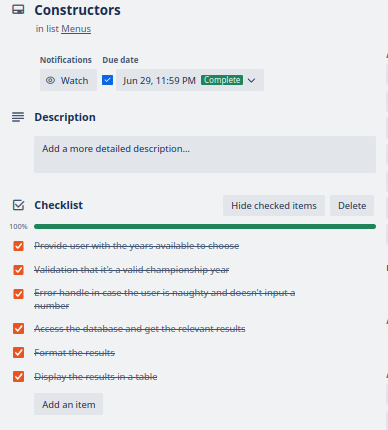 Constructors
in list Menus
Notifications Due date
Watch Jun 29, 11:59 PM Complete
Description
Add a more detailed description...
Checklist Hide checked items Delete
100%
Provide user with the years available to choose
Validation that it's a valid championship year
Error handle in case the user is naughty and doesn't input a
number
Access the database and get the relevant results
Format the results
Display the results in a table
Add an item